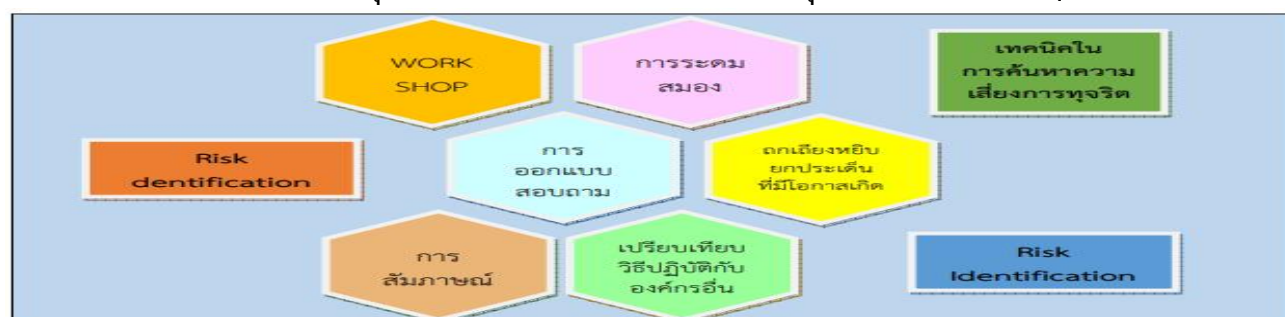 WORK
SHOP
การระดม
สมอง
เทคนิคใน
การค้นหาความ
เสี่ยงการทุจริต
Risk
dentification
การ
ออกแบบ
สอบถาม
ถกเถียงหยิบ
ยกประเด็น
ที่มีโอกาสเกิด
การ
สัมภาษณ์
เปรียบเทียบ
วิธีปฏิบัติกับ
องค์กรอื่น
Risk
Identification